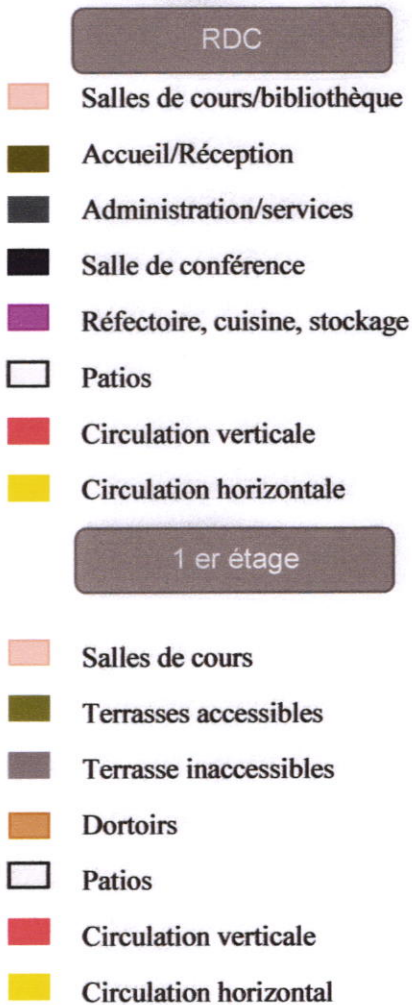 RDC
Salles de cours/bibliothèque
Accueil/Réception
Administration/services
Salle de conférence
Réfectoire, cuisine, stockage
Patios
Circulation verticale
Circulation horizontale
1 er étage
Salles de cours
Terrasses accessibles
Terrasse inaccessibles
Dortoirs
Patios
Circulation verticale
Circulation horizontal